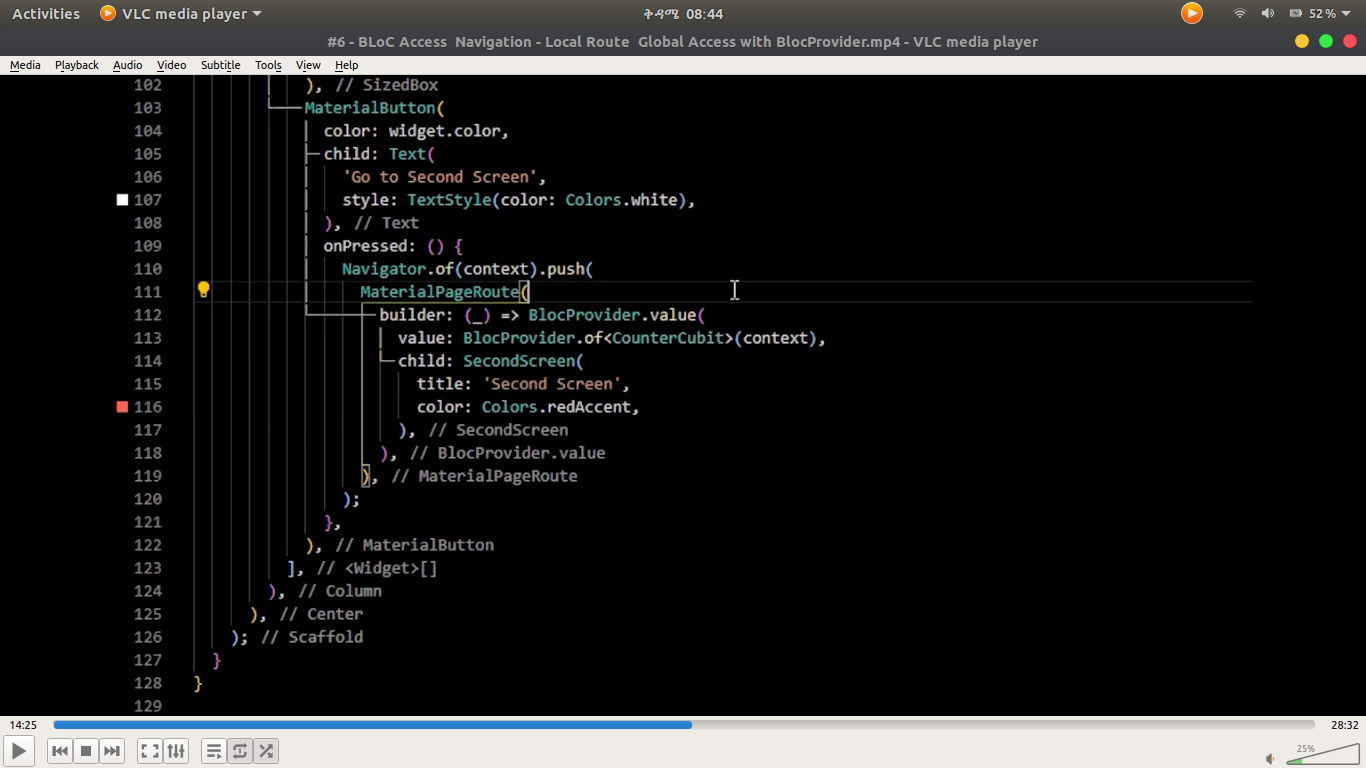 Activities VLC media player ቅዳሜ 08:44 52%
#6 - BLoC Access  Navigation - Local Route  Global Access with BlocProvider.mp4 - VLC media player
Media Playback Audio Video Subtitle Tools View Help
102 ), // SizedBox
103 MaterialButton(
104 color: widget.color,
105 child: Text(
106 'Go to Second Screen',
107 style: TextStyle(color: Colors.white),
108 ), // Text
109 onPressed: () {
110 Navigator.of(context).push(
111 MaterialPageRoute(
112 builder: (_) => BlocProvider.value(
113 value: BlocProvider.of<CounterCubit>(context),
114 child: SecondScreen(
115 title: 'Second Screen',
116 color: Colors.redAccent,
117 ), // SecondScreen
118 ), // BlocProvider.value
119 ), // MaterialPageRoute
120 );
121 },
122 ), // MaterialButton
123 ], // <Widget>[]
124 ), // Column
125 ), // Center
126 ); // Scaffold
127 }
128 }
129
14:25 28:32
25%